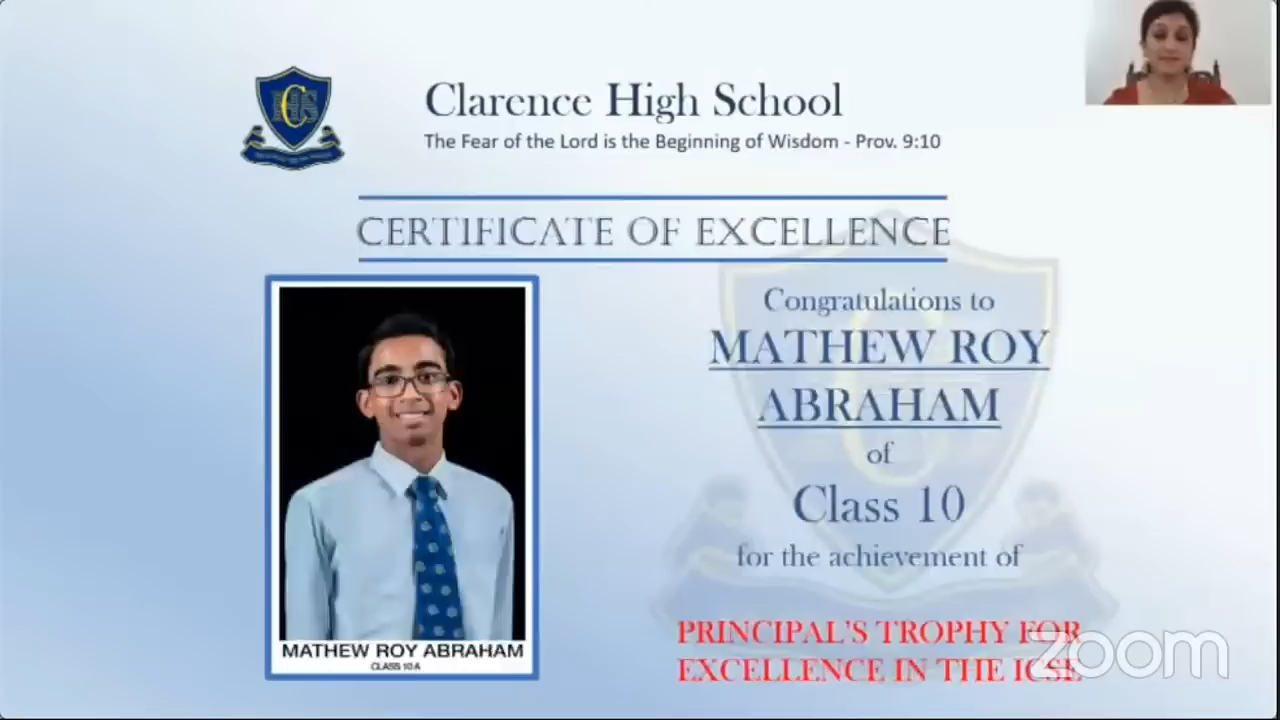 Clarence High School
The Fear of the Lord is the Beginning of Wisdom - Prov. 9:10
CERTIFICATE OF EXCELLENCE
Congratulations to
MATHEW ROY
ABRAHAM
of
Class 10
for the achievement of
PRINCIPAL'S TROPHY FOR
EXCELLENCE IN THE ICSE
MATHEW ROY ABRAHAM
CLASS 10 A
zoom